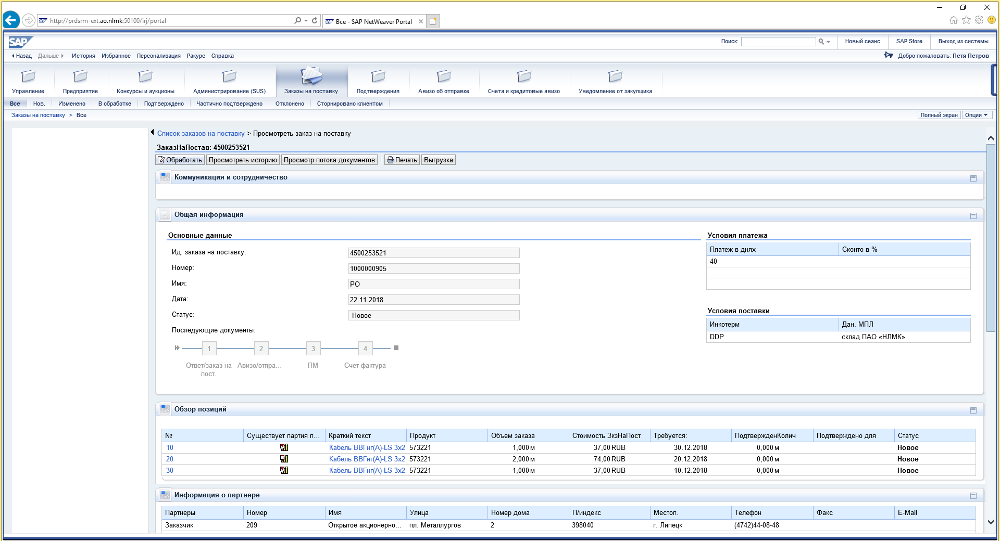 http://prdsrm-ext.ao.nlmk:50100/irj/portal
Все - SAP NetWeaver Portal
SAP
Поиск:
Новый сеанс
SAP Store
Выход из системы
Назад Дальше История Избранное Персонализация Ракурс Справка
Добро пожаловать: Петя Петров
Управление
Предприятие
Конкурсы и аукционы
Администрирование (SUS)
Заказы на поставку
Подтверждения
Авизо об отправке
Счета и кредитовые авизо
Уведомление от закупщика
Все Нов. Изменено В обработке Подтверждено Частично подтверждено Отклонено Сторнировано клиентом
Заказы на поставку > Все
Полный экран Опции
Список заказов на поставку > Просмотреть заказ на поставку
ЗаказНаПостав: 4500253521
Обработать Просмотреть историю Просмотр потока документов | Печать Выгрузка
Коммуникация и сотрудничество
Общая информация
Основные данные
Ид. заказа на поставку: 4500253521
Номер: 1000000905
Имя: PO
Дата: 22.11.2018
Статус: Новое
Последующие документы:
1 2 3 4
Ответ/заказ на пост.
Авизо/отпра...
ПМ
Счет-фактура
Условия платежа
Платеж в днях Сконто в %
40
Условия поставки
Инкотерм Дан. МПЛ
DDP склад ПАО «НЛМК»
Обзор позиций
№ Существует партия п... Краткий текст Продукт Объем заказа Стоимость ЗкзНаПост Требуется: ПодтвержденКолич Подтверждено для Статус
10 Кабель ВВГнг(А)-LS 3х2. 573221 1,000 м 37,00 RUB 30.12.2018 0,000 м Новое
20 Кабель ВВГнг(А)-LS 3х2. 573221 2,000 м 74,00 RUB 20.12.2018 0,000 м Новое
30 Кабель ВВГнг(А)-LS 3х2. 573221 1,000 м 37,00 RUB 10.12.2018 0,000 м Новое
Информация о партнере
Партнеры Номер Имя Улица Номер дома П/индекс Местоп. Телефон Факс E-Mail
Заказчик 209 Открытое акционерно... пл. Металлургов 2 398040 г. Липецк (4742)44-08-48